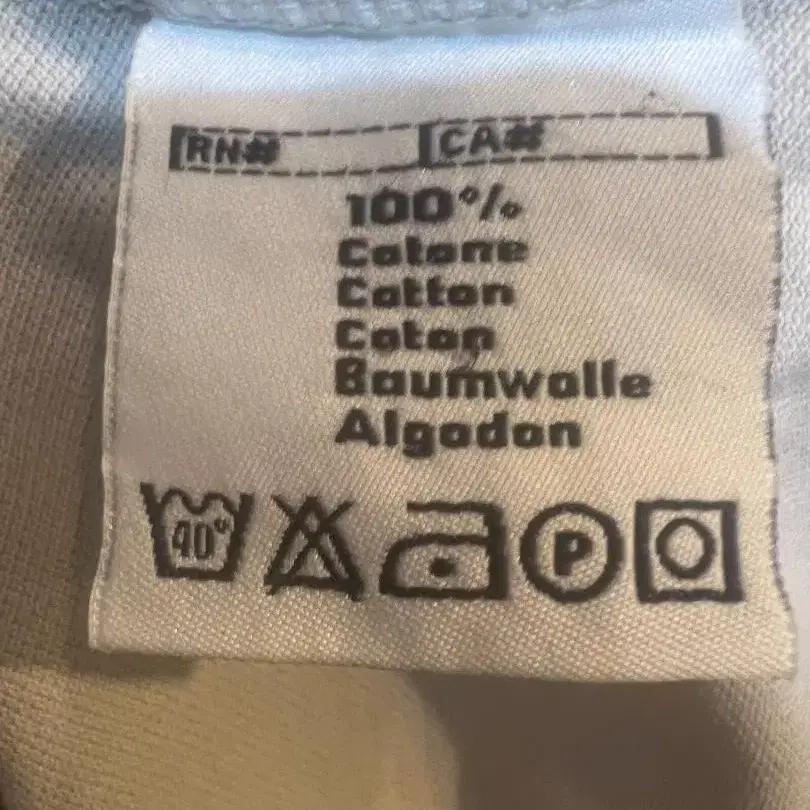 RN# CA#
100%
Cotone
Cotton
Coton
Baumwolle
Algodon
40° P